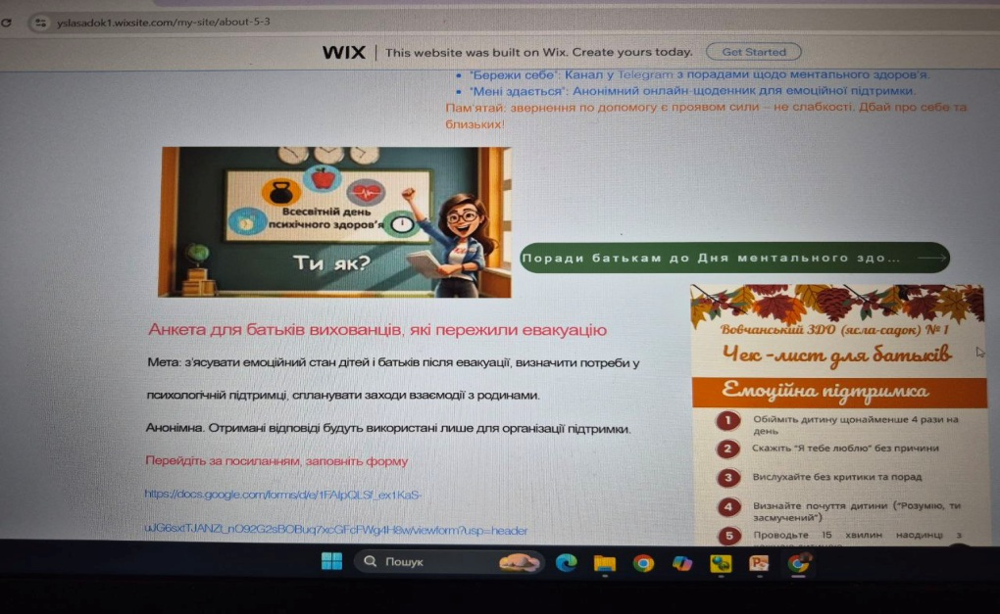 yslasadok1.wixsite.com/my-site/about-5-3
WIX | This website was built on Wix. Create yours today. Get Started
"Бережи себе": Канал у Telegram з порадами щодо ментального здоров'я.
"Мені здається": Анонімний онлайн-щоденник для емоційної підтримки.
Пам'ятай: звернення по допомогу є проявом сили – не слабкості. Дбай про себе та
близьких!
Всесвітній день
психічного здоров'я
Ти як?
Поради батькам до Дня ментального здо...
Анкета для батьків вихованців, які пережили евакуацію
Мета: з'ясувати емоційний стан дітей і батьків після евакуації, визначити потреби у
психологічній підтримці, спланувати заходи взаємодії з родинами.
Анонімна. Отримані відповіді будуть використані лише для організації підтримки.
Перейдіть за посиланням, заповніть форму
https://docs.google.com/forms/d/e/1FAIpQLSf_ex1KaS-
Вовчанський ЗДО (ясла-садок) № 1
Чек -лист для батьків
Емоційна підтримка
1 Обійміть дитину щонайменше 4 рази на
день
2 Скажіть "Я тебе люблю" без причини
3 Вислухайте без критики та порад
4 Визнайте почуття дитини ("Розумію, ти
засмучений")
5 Проводьте 15 хвилин наодинці з
Пошук